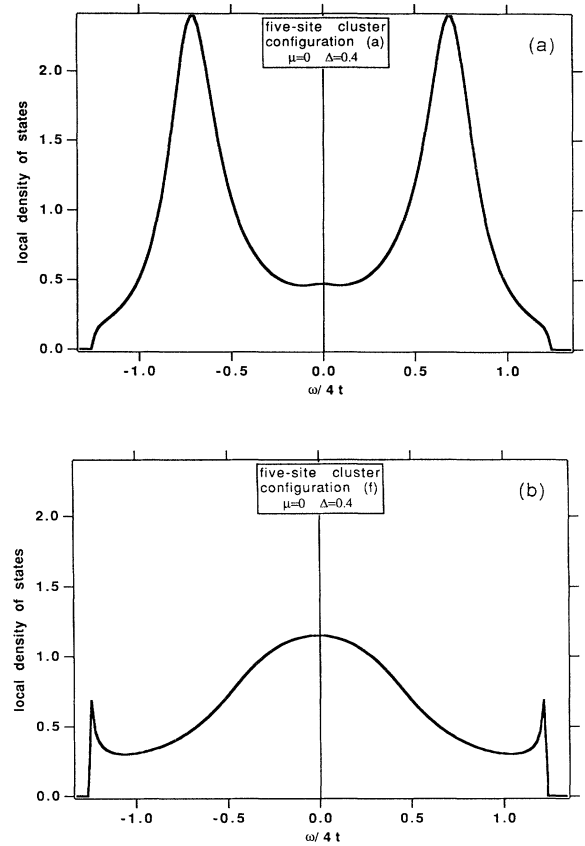 five-site cluster
configuration (a)
μ=0 Δ=0.4
(a)
local density of states
2.0
1.5
1.0
0.5
0.0
-1.0 -0.5 0.0 0.5 1.0
ω/ 4 t
five-site cluster
configuration (f)
μ=0 Δ=0.4
(b)
local density of states
2.0
1.5
1.0
0.5
0.0
-1.0 -0.5 0.0 0.5 1.0
ω/ 4 t